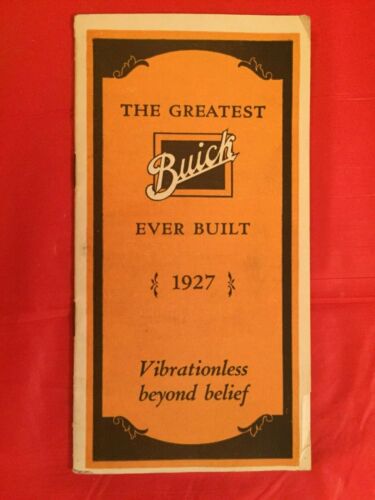 THE GREATEST
Buick
EVER BUILT
1927
Vibrationless
beyond belief